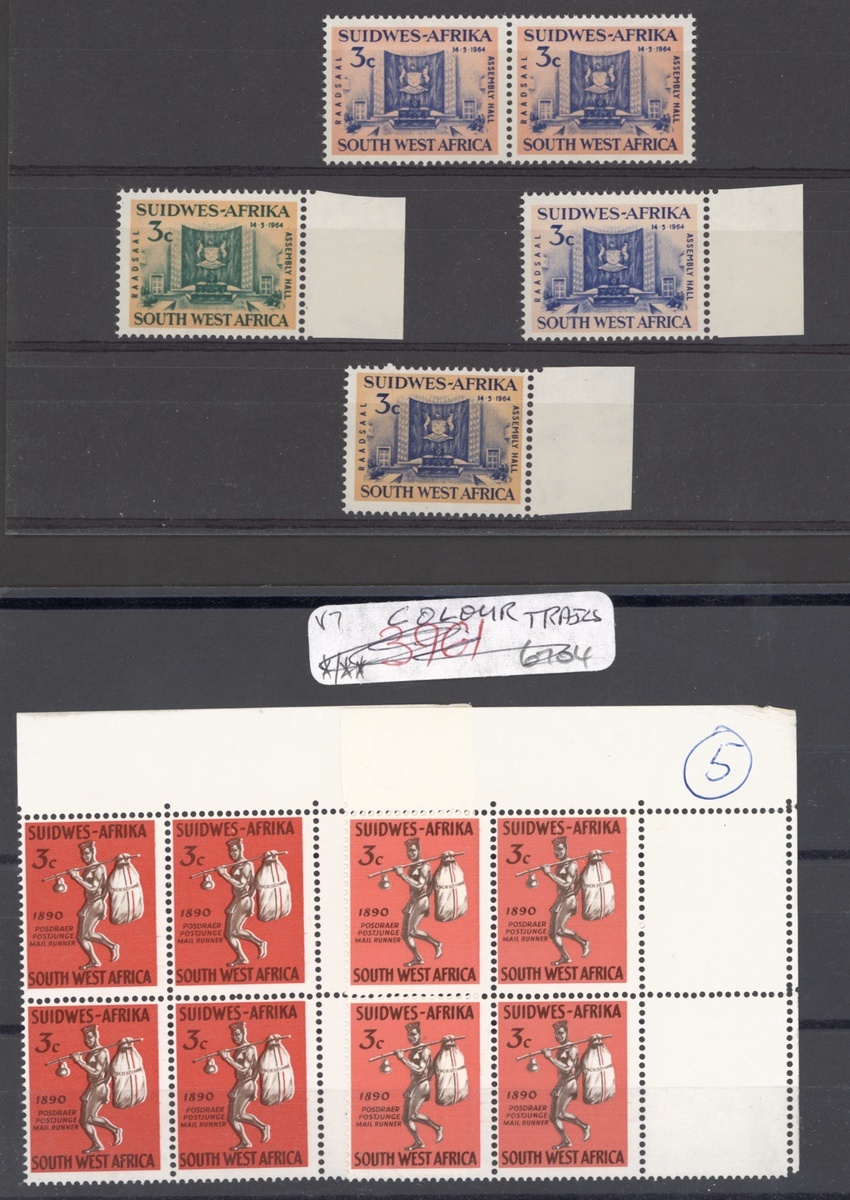 SUIDWES-AFRIKA
3c
14·5·1964
RAADSAAL
ASSEMBLY HALL
SOUTH WEST AFRICA
SUIDWES-AFRIKA
3c
14·5·1964
RAADSAAL
ASSEMBLY HALL
SOUTH WEST AFRICA
SUIDWES-AFRIKA
3c
14·5·1964
RAADSAAL
ASSEMBLY HALL
SOUTH WEST AFRICA
SUIDWES-AFRIKA
3c
14·5·1964
RAADSAAL
ASSEMBLY HALL
SOUTH WEST AFRICA
SUIDWES-AFRIKA
3c
14·5·1964
RAADSAAL
ASSEMBLY HALL
SOUTH WEST AFRICA
V7 COLOUR
*/** 3961
5
SUIDWES-AFRIKA
3c
1890
POSDRAER
POSTJUNGE
MAIL RUNNER
SOUTH WEST AFRICA
SUIDWES-AFRIKA
3c
1890
POSDRAER
POSTJUNGE
MAIL RUNNER
SOUTH WEST AFRICA
SUIDWES-AFRIKA
3c
1890
POSDRAER
POSTJUNGE
MAIL RUNNER
SOUTH WEST AFRICA
SUIDWES-AFRIKA
3c
1890
POSDRAER
POSTJUNGE
MAIL RUNNER
SOUTH WEST AFRICA
SUIDWES-AFRIKA
3c
1890
POSDRAER
POSTJUNGE
MAIL RUNNER
SOUTH WEST AFRICA
SUIDWES-AFRIKA
3c
1890
POSDRAER
POSTJUNGE
MAIL RUNNER
SOUTH WEST AFRICA
SUIDWES-AFRIKA
3c
1890
POSDRAER
POSTJUNGE
MAIL RUNNER
SOUTH WEST AFRICA
SUIDWES-AFRIKA
3c
1890
POSDRAER
POSTJUNGE
MAIL RUNNER
SOUTH WEST AFRICA